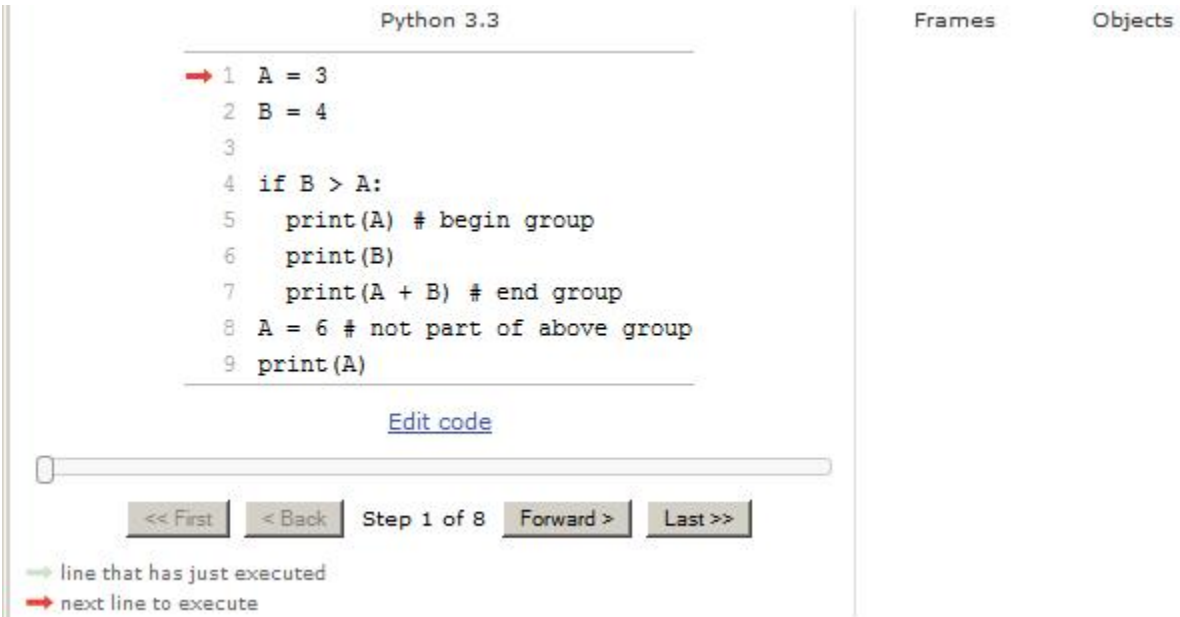 Python 3.3
Frames Objects
1 A = 3
2 B = 4
3
4 if B > A:
5   print(A) # begin group
6   print(B)
7   print(A + B) # end group
8 A = 6 # not part of above group
9 print(A)
Edit code
<< First < Back Step 1 of 8 Forward > Last >>
line that has just executed
next line to execute